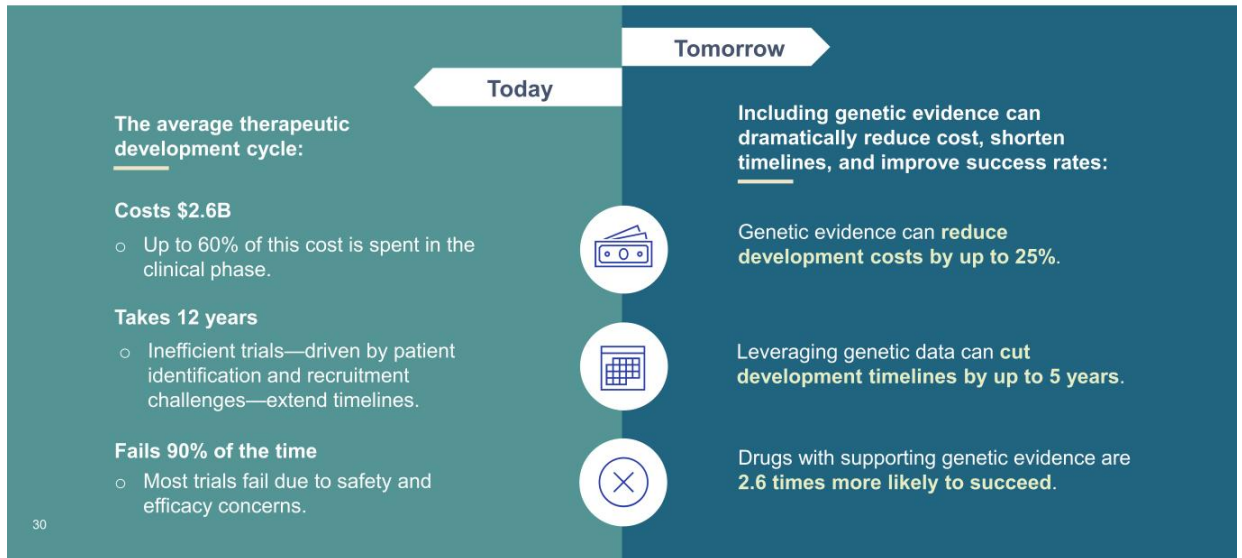 Tomorrow
Today
The average therapeutic
development cycle:
Costs $2.6B
o Up to 60% of this cost is spent in the
clinical phase.
Takes 12 years
o Inefficient trials—driven by patient
identification and recruitment
challenges—extend timelines.
Fails 90% of the time
o Most trials fail due to safety and
efficacy concerns.
Including genetic evidence can
dramatically reduce cost, shorten
timelines, and improve success rates:
Genetic evidence can reduce
development costs by up to 25%.
Leveraging genetic data can cut
development timelines by up to 5 years.
Drugs with supporting genetic evidence are
2.6 times more likely to succeed.
30